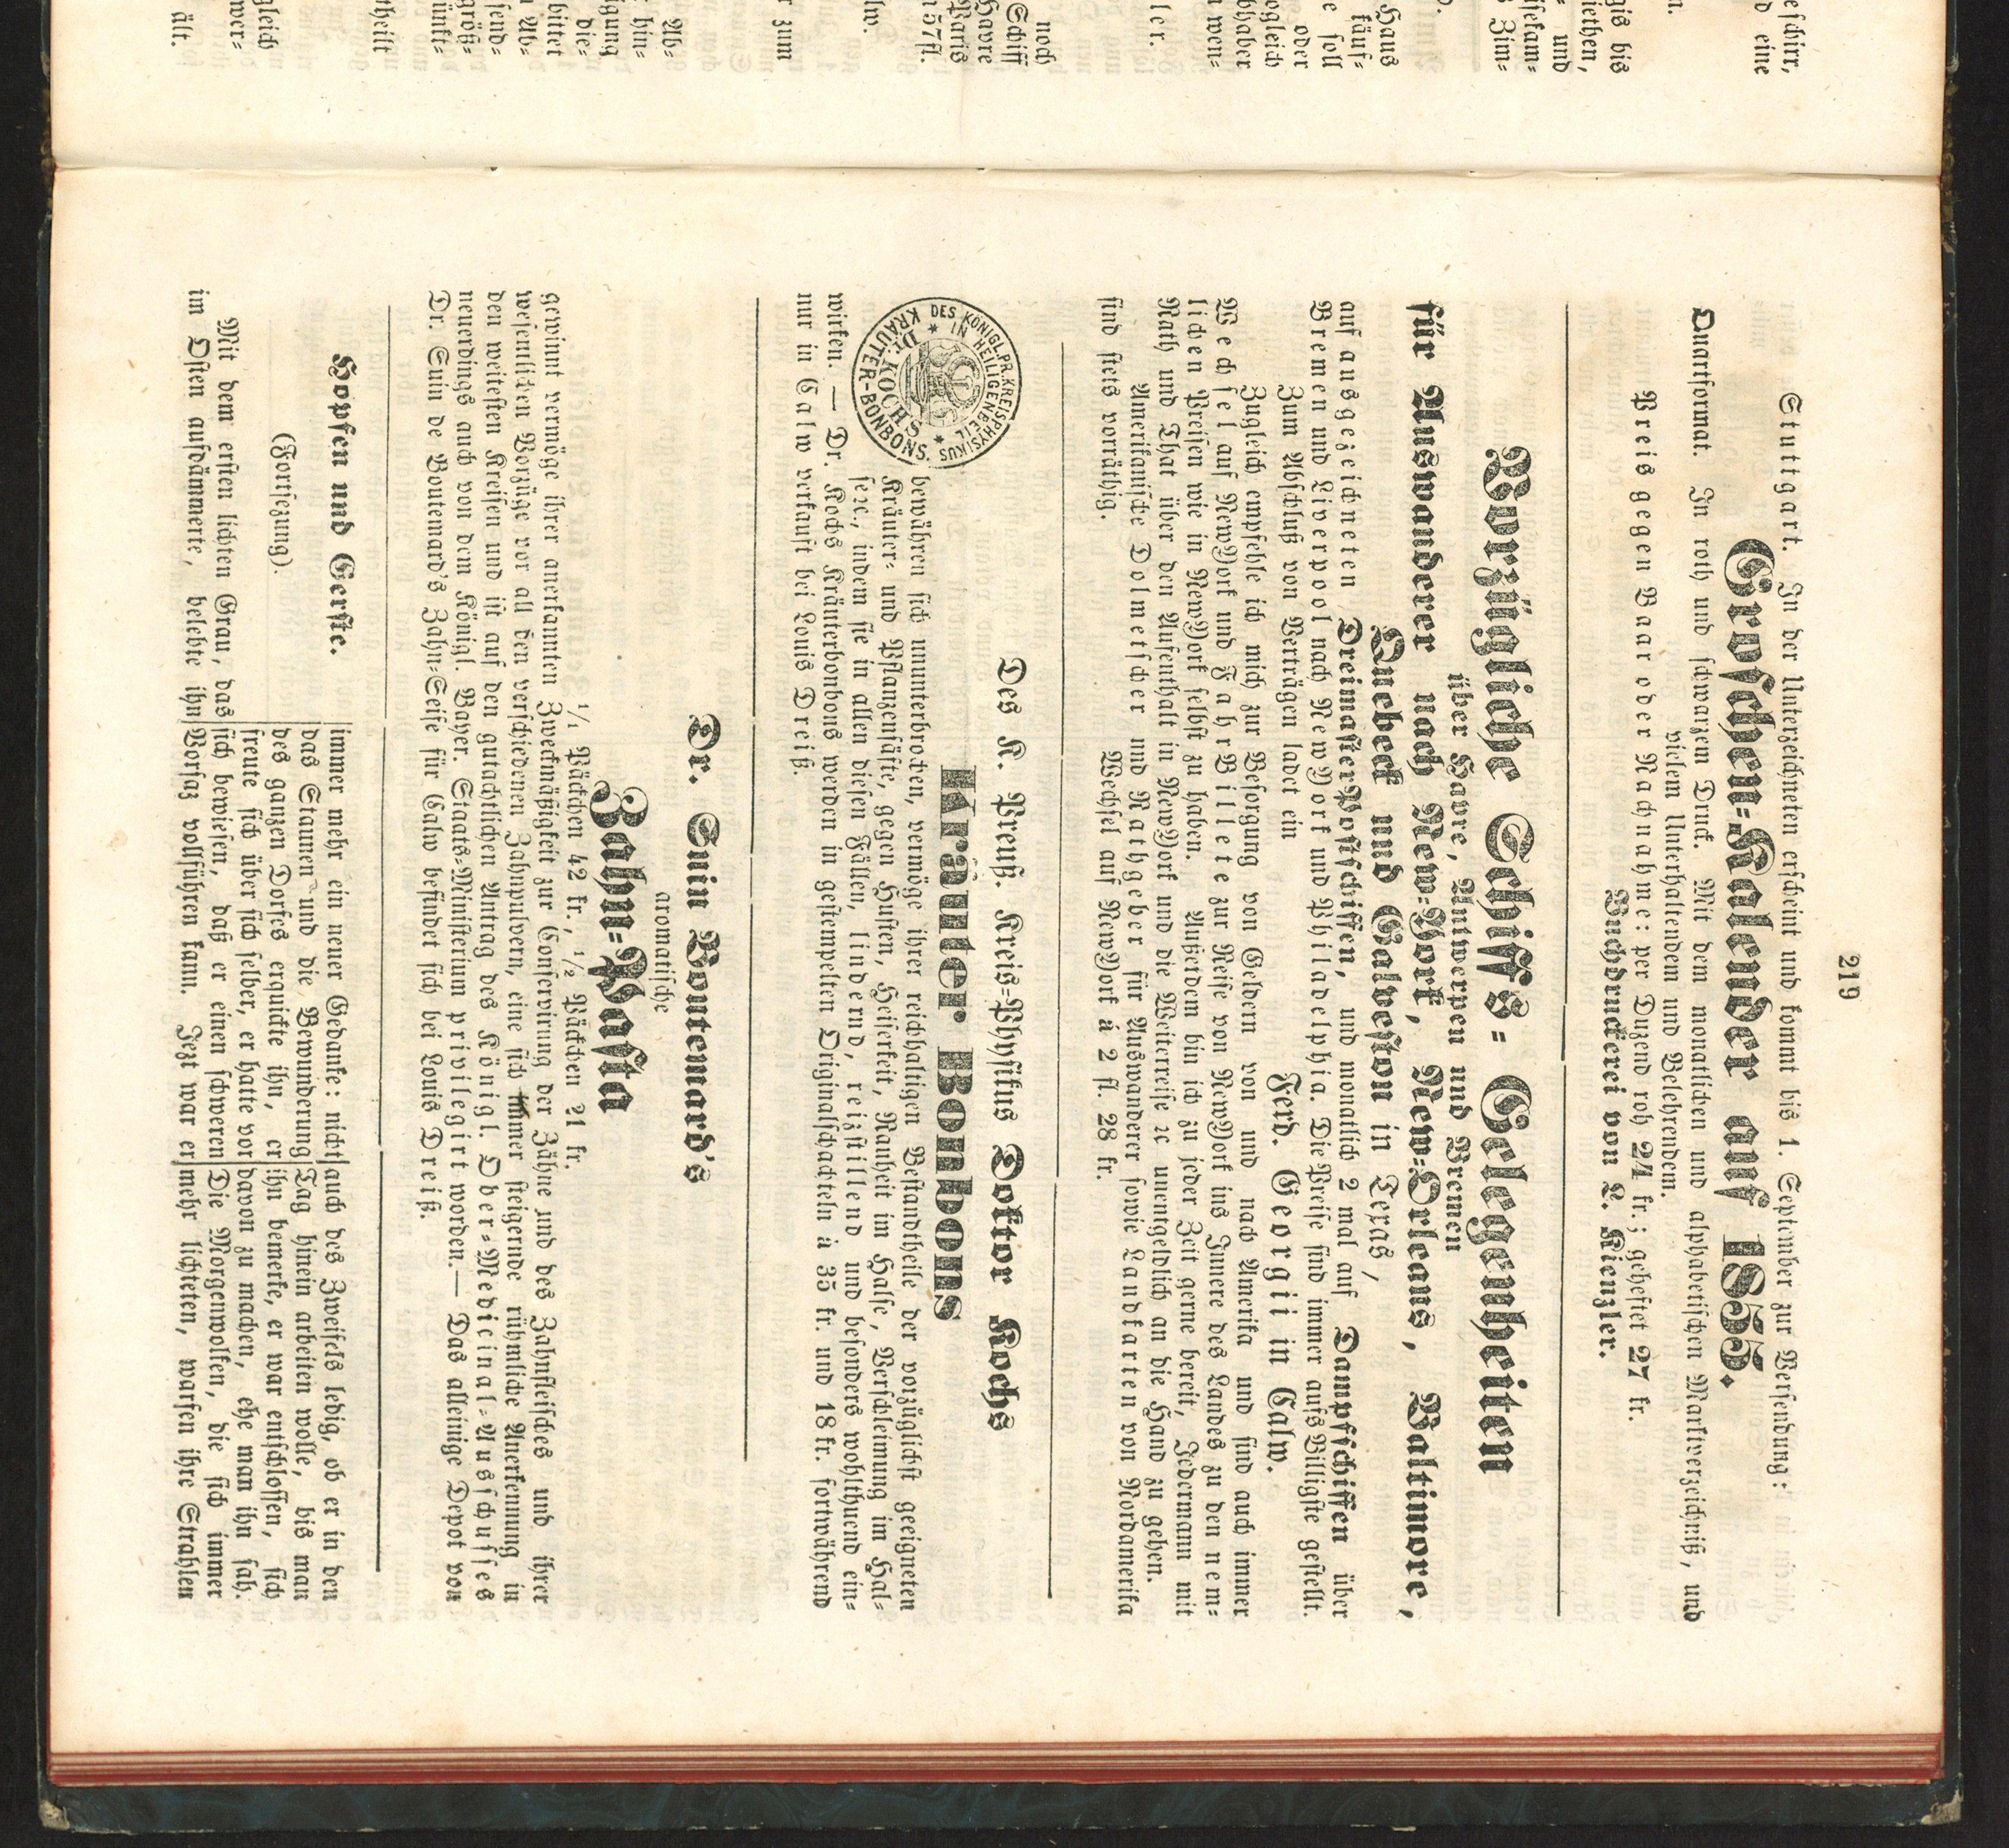 219
Stuttgart. In der Unterzeichneten erscheint und kommt bis 1. September zur Versendung:
Groschen=Kalender auf 1855.
Quartformat. In roth und schwarzem Druck. Mit dem monatlichen und alphabetischen Marktverzeichniß, und
vielem Unterhaltendem und Belehrendem.
Preis gegen Baar oder Nachnahme: per Duzend roh 24 kr.; geheftet 27 kr.
Buchdruckerei von L. Kienzler.
Vorzügliche Schiffs= Gelegenheiten
über Havre, Antwerpen und Bremen
für Auswanderer nach New=York, New=Orleans, Baltimore,
Quebeck und Galveston in Texas,
auf ausgezeichneten Dreimaster Postschiffen, und monatlich 2 mal auf Dampfschiffen über
Bremen und Liverpool nach NewYork und Philadelphia. Die Preise sind immer aufs Billigste gestellt.
Zum Abschluß von Verträgen ladet ein
Ferd. Georgii in Calw.
Zugleich empfehle ich mich zur Besorgung von Geldern von und nach Amerika und sind auch immer
Wechsel auf NewYork und FahrBillete zur Reise von NewYork ins Innere des Landes zu den nem=
lichen Preisen wie in NewYork selbst zu haben. Außerdem bin ich zu jeder Zeit gerne bereit, Jedermann mit
Rath und That über den Aufenthalt in NewYork und die Weiterreise ꝛc unentgeldlich an die Hand zu gehen.
Amerikanische Dolmetscher und Rathgeber für Auswanderer sowie Landkarten von Nordamerika
sind stets vorräthig.
Wechsel auf NewYork á 2 fl. 28 kr.
DES KÖNIGL. PR. KREIS-PHYSIKUS
IN HEILIGENBEIL
Dr. KOCH'S
KRÄUTER-BONBONS.
Des K. Preuß. Kreis=Physikus Doktor Kochs
Kräuter Bonbons
bewähren sich ununterbrochen, vermöge ihrer reichhaltigen Bestandtheile der vorzüglichst geeigneten
Kräuter= und Pflanzensäfte, gegen Husten, Heiserkeit, Rauheit im Halse, Verschleimung im Hal=
se ꝛc., indem sie in allen diesen Fällen, lindernd, reizstillend und besonders wohlthuend ein=
wirken. — Dr. Kochs Kräuterbonbons werden in gestempelten Originalschachteln à 35 kr. und 18 kr. fortwährend
nur in Calw verkauft bei Louis Dreiß.
Dr. Suin Boutemard's
aromatische
Zahn=Pasta
1/1 Päckchen 42 kr., 1/2 Päckchen 21 kr.
gewinnt vermöge ihrer anerkannten Zweckmäßigkeit zur Conservirung der Zähne und des Zahnfleisches und ihrer
wesentlichen Vorzüge vor all den verschiedenen Zahnpulvern, eine sich immer steigernde rühmliche Anerkennung in
den weitesten Kreisen und ist auf den gutachtlichen Antrag des Königl. Ober=Medicinal=Ausschusses
neuerdings auch von dem Königl. Bayer. Staats=Ministerium privilegirt worden. — Das alleinige Depot von
Dr. Suin de Boutemard's Zahn=Seife für Calw befindet sich bei Louis Dreiß.
Hopfen und Gerste.
(Fortsezung).
Mit dem ersten lichten Grau, das
im Osten aufdämmerte, belebte ihn
immer mehr ein neuer Gedanke: nicht
das Staunen und die Bewunderung
des ganzen Dorfes erquickte ihn, er
freute sich über sich selber, er hatte vor
sich bewiesen, daß er einen schweren
Vorsaz vollführen kann. Jezt war er
auch des Zweifels ledig, ob er in den
Tag hinein arbeiten wolle, bis man
ihn bemerke, er war entschlossen, sich
davon zu machen, ehe man ihn sah.
Die Morgenwolken, die sich immer
mehr lichteten, warfen ihre Strahlen